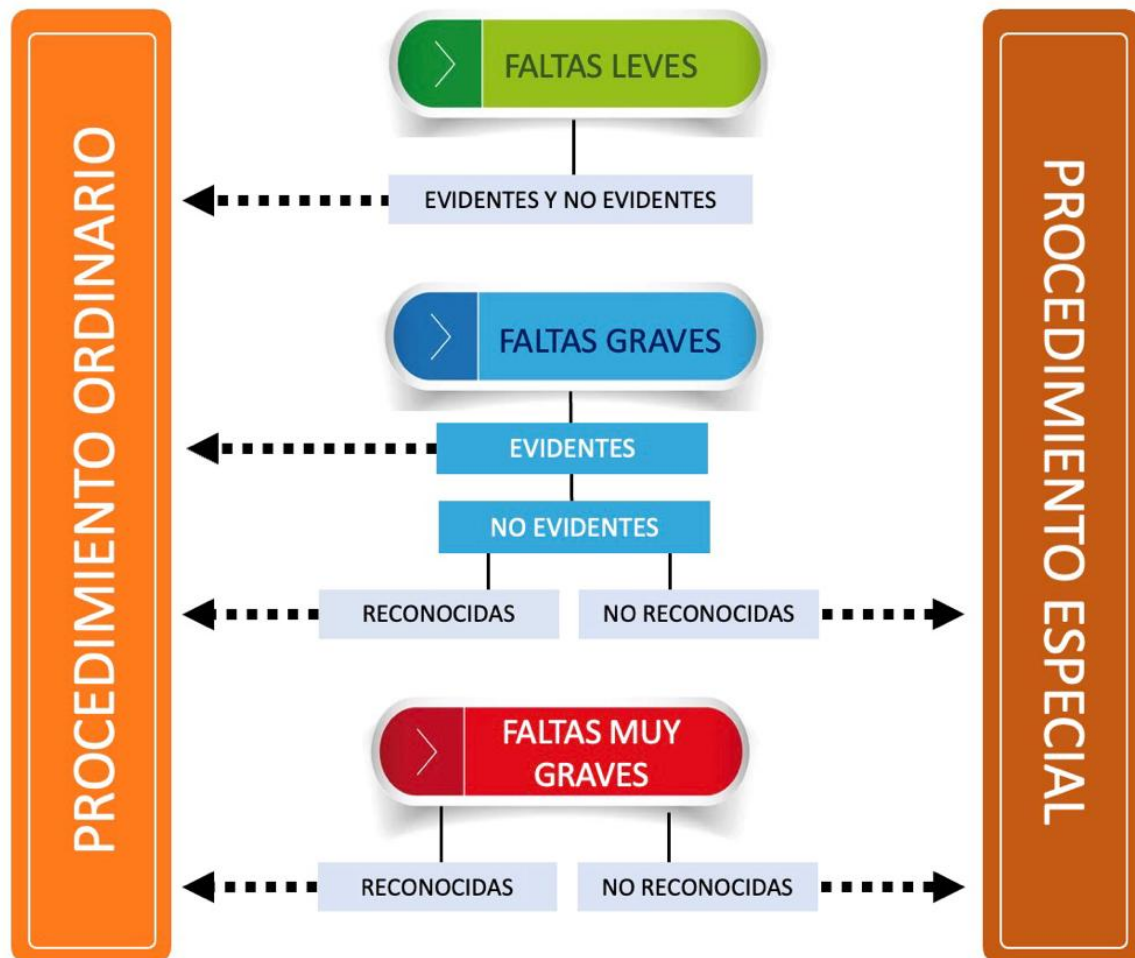 PROCEDIMIENTO ORDINARIO
FALTAS LEVES
EVIDENTES Y NO EVIDENTES
FALTAS GRAVES
EVIDENTES
NO EVIDENTES
RECONOCIDAS
NO RECONOCIDAS
FALTAS MUY
GRAVES
RECONOCIDAS
NO RECONOCIDAS
PROCEDIMIENTO ESPECIAL